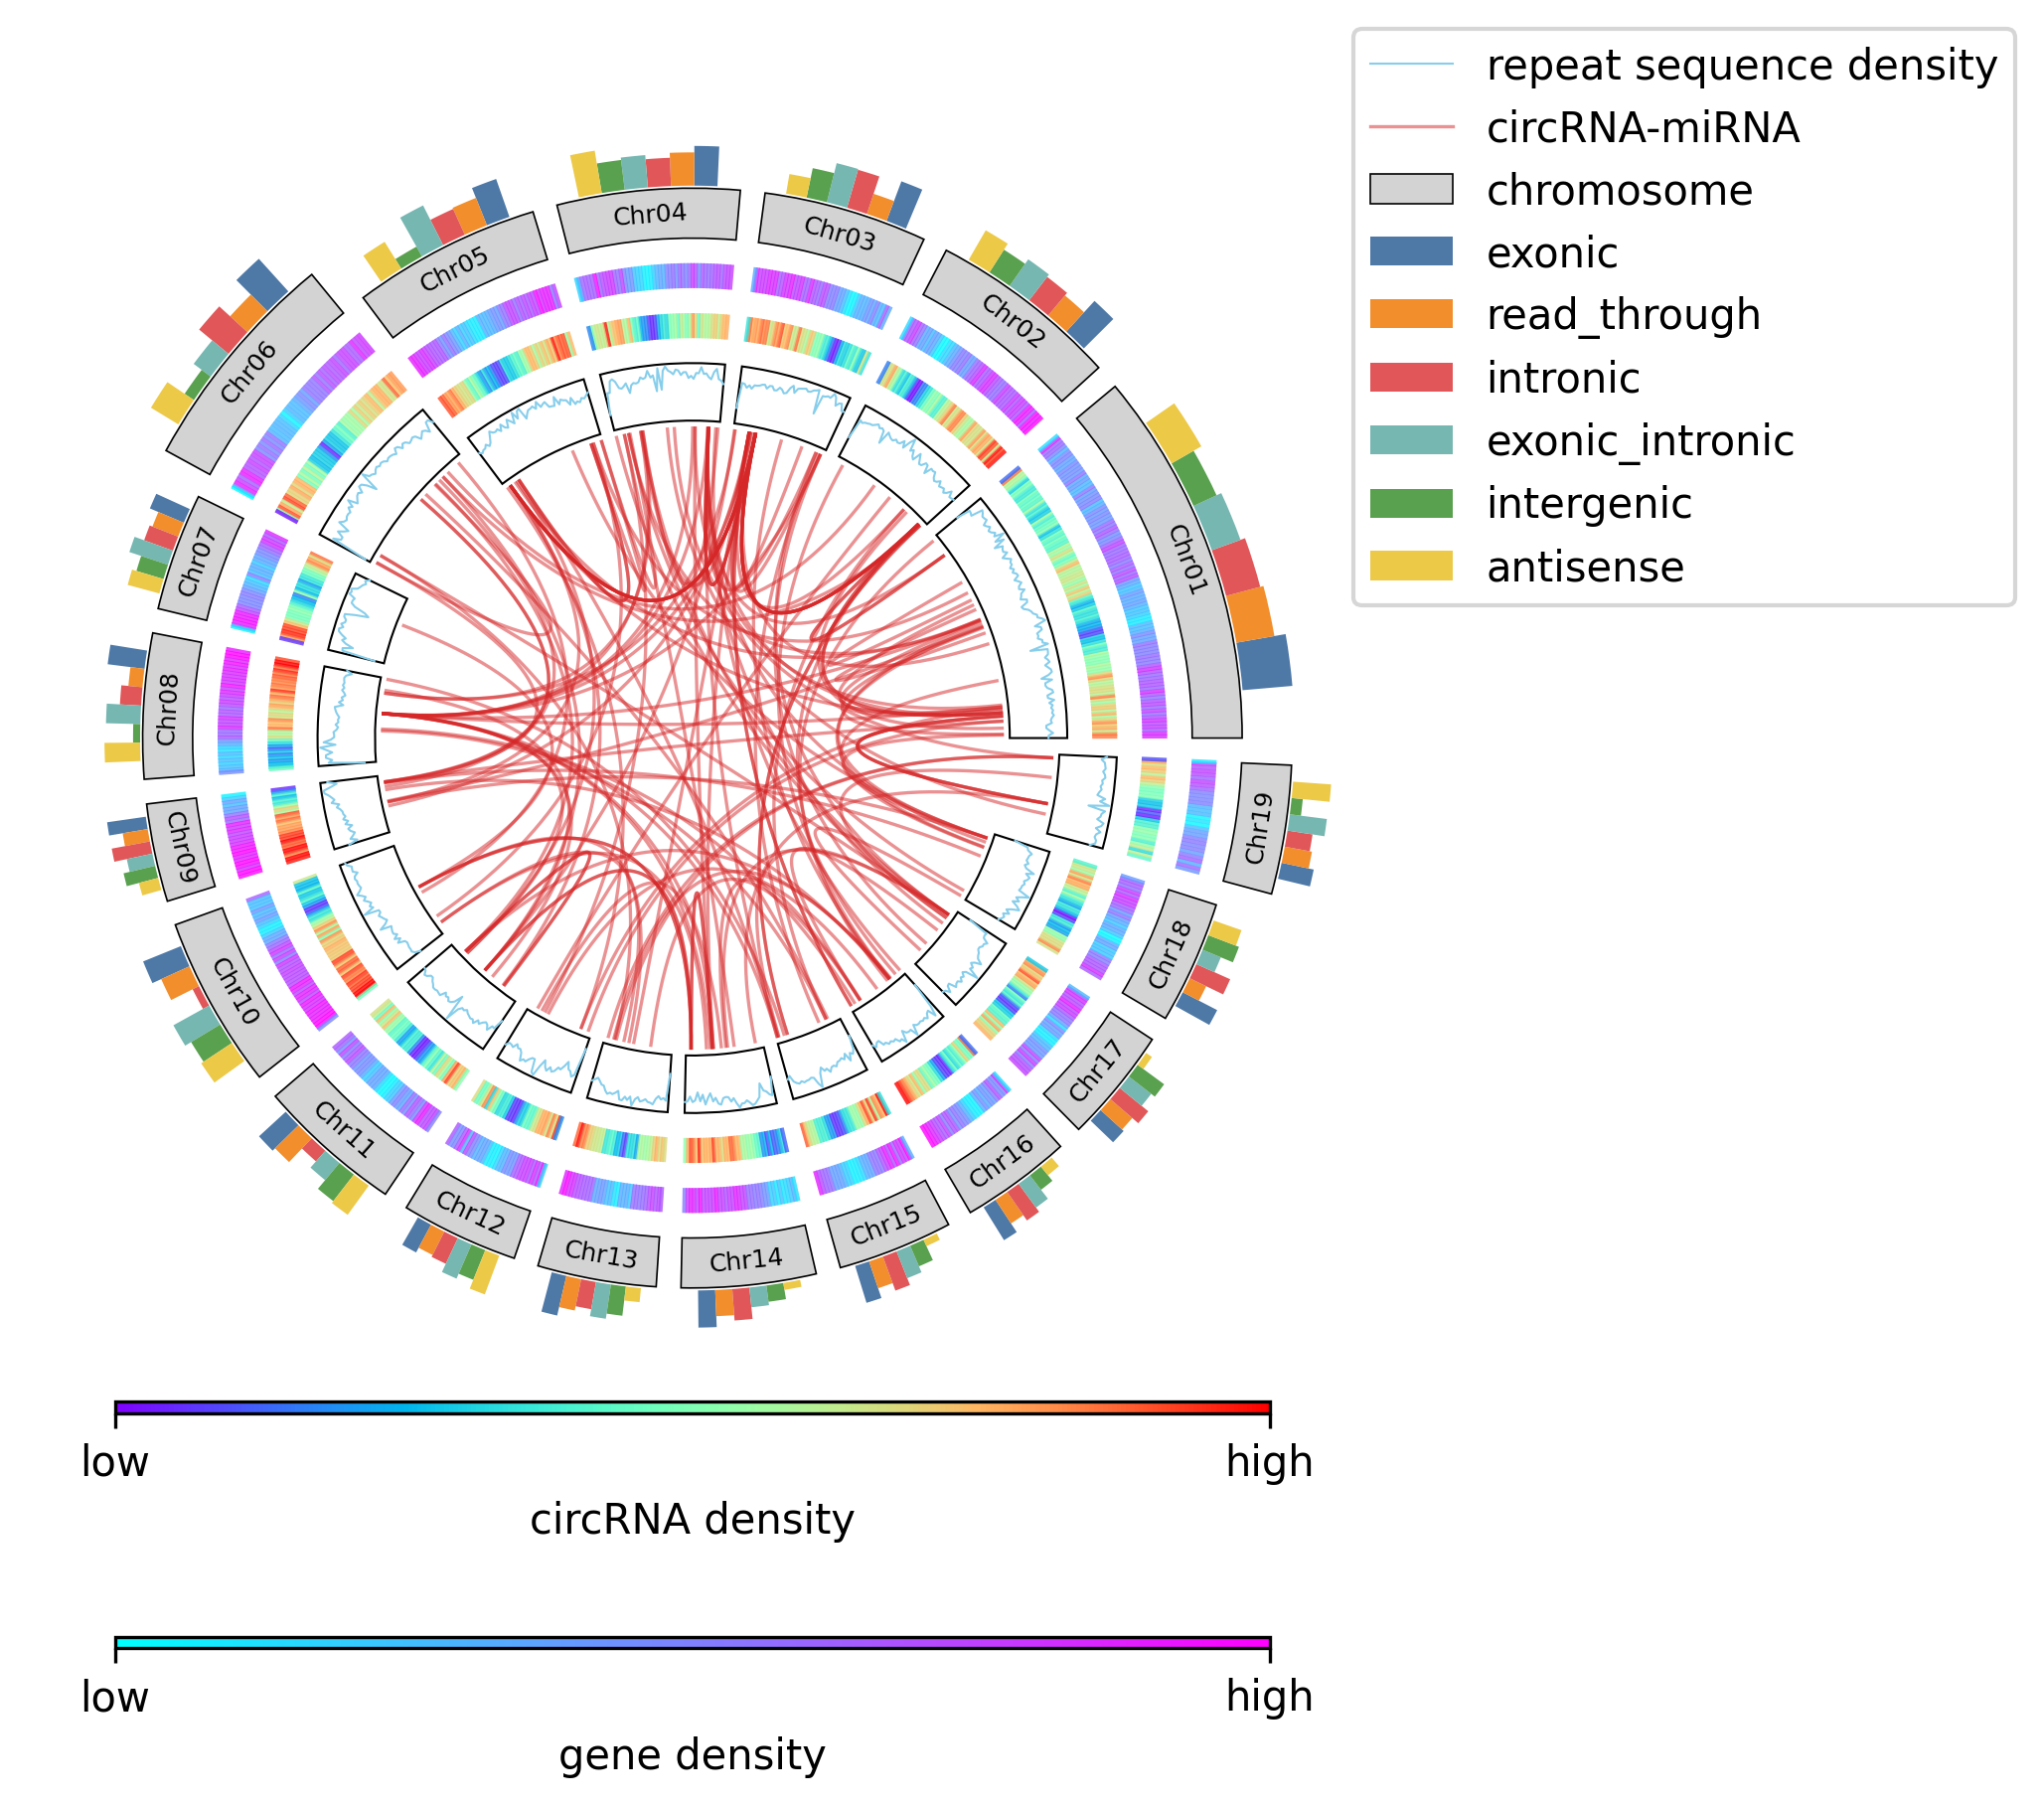 repeat sequence density
circRNA-miRNA
chromosome
exonic
read_through
intronic
exonic_intronic
intergenic
antisense
Chr01
Chr02
Chr03
Chr04
Chr05
Chr06
Chr07
Chr08
Chr09
Chr10
Chr11
Chr12
Chr13
Chr14
Chr15
Chr16
Chr17
Chr18
Chr19
low high
circRNA density
low high
gene density